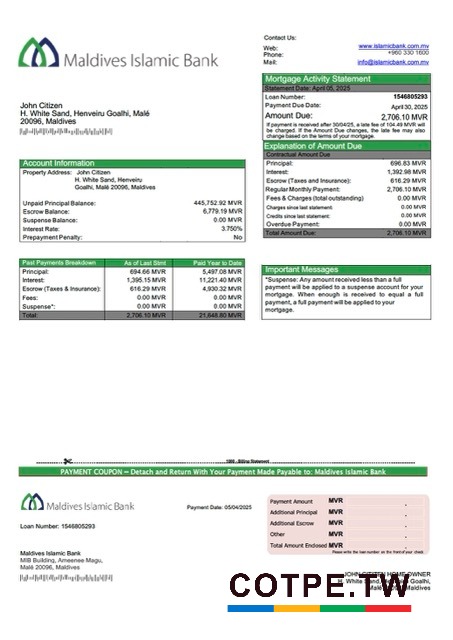 Maldives Islamic Bank
Contact Us:
Web: www.islamicbank.com.mv
Phone: +960 330 1600
Mail: info@islamicbank.com.mv
Mortgage Activity Statement
Statement Date: April 05, 2025
Loan Number: 1546805293
Payment Due Date: April 30, 2025
Amount Due: 2,706.10 MVR
If payment is received after 30/04/25, a late fee of 104.49 MVR will
be charged. If the Amount Due changes, the late fee may also
change based on the terms of your mortgage.
John Citizen
H. White Sand, Henveiru Goalhi, Malé
20096, Maldives
Explanation of Amount Due
Contractual Amount Due
Principal: 696.83 MVR
Interest: 1,392.98 MVR
Escrow (Taxes and Insurance): 616.29 MVR
Regular Monthly Payment: 2,706.10 MVR
Fees & Charges (total outstanding) 0.00 MVR
Charges since last statement: 0.00 MVR
Credits since last statement: 0.00 MVR
Overdue Payment: 0.00 MVR
Total Amount Due: 2,706.10 MVR
Account Information
Property Address: John Citizen
H. White Sand, Henveiru
Goalhi, Malé 20096, Maldives
Unpaid Principal Balance: 445,752.92 MVR
Escrow Balance: 6,779.19 MVR
Suspense Balance: 0.00 MVR
Interest Rate: 3.750%
Prepayment Penalty: No
Past Payments Breakdown As of Last Stmt Paid Year to Date
Principal: 694.66 MVR 5,497.08 MVR
Interest: 1,395.15 MVR 11,221.40 MVR
Escrow (Taxes & Insurance): 616.29 MVR 4,930.32 MVR
Fees: 0.00 MVR 0.00 MVR
Suspense*: 0.00 MVR 0.00 MVR
Total: 2,706.10 MVR 21,648.80 MVR
Important Messages
*Suspense: Any amount received less than a full
payment will be applied to a suspense account for your
mortgage. When enough is received to equal a full
payment, a full payment will be applied to your
mortgage.
Billing Statement
PAYMENT COUPON – Detach and Return With Your Payment Made Payable to: Maldives Islamic Bank
Maldives Islamic Bank
Payment Date: 05/04/2025
Loan Number: 1546805293
Payment Amount MVR
Additional Principal MVR
Additional Escrow MVR
Other MVR
Total Amount Enclosed MVR
Please write the loan number on the front of your check.
Maldives Islamic Bank
MIB Building, Ameenee Magu,
Malé 20096, Maldives
JOHN CITIZEN HOME OWNER
H. White Sand, Henveiru Goalhi,
Malé 20096, Maldives
COTPE.TW